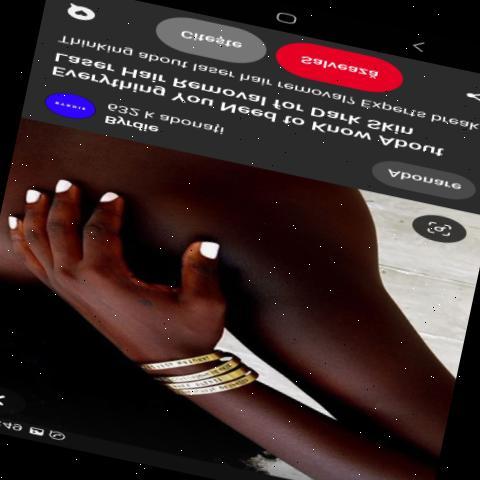 :49
Abonare
Byrdie
632 k abonați
Everything You Need to Know About
Laser Hair Removal for Dark Skin
Thinking about laser hair removal? Experts break
Citește
Salvează